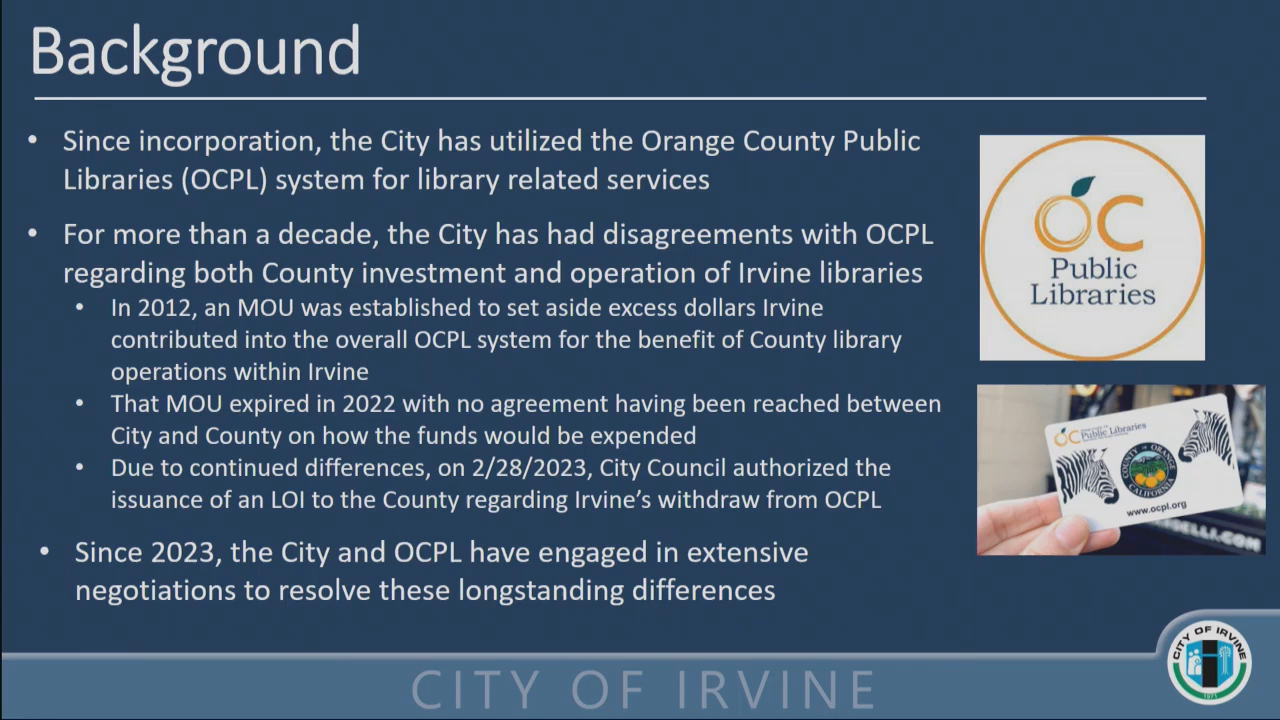 Background
• Since incorporation, the City has utilized the Orange County Public
Libraries (OCPL) system for library related services
• For more than a decade, the City has had disagreements with OCPL
regarding both County investment and operation of Irvine libraries
• In 2012, an MOU was established to set aside excess dollars Irvine
contributed into the overall OCPL system for the benefit of County library
operations within Irvine
• That MOU expired in 2022 with no agreement having been reached between
City and County on how the funds would be expended
• Due to continued differences, on 2/28/2023, City Council authorized the
issuance of an LOI to the County regarding Irvine’s withdraw from OCPL
• Since 2023, the City and OCPL have engaged in extensive
negotiations to resolve these longstanding differences
OC
Public
Libraries
OC Public Libraries
COUNTY OF ORANGE
CALIFORNIA
www.ocpl.org
ELLI.COM
CITY OF IRVINE
CITY OF IRVINE
1971